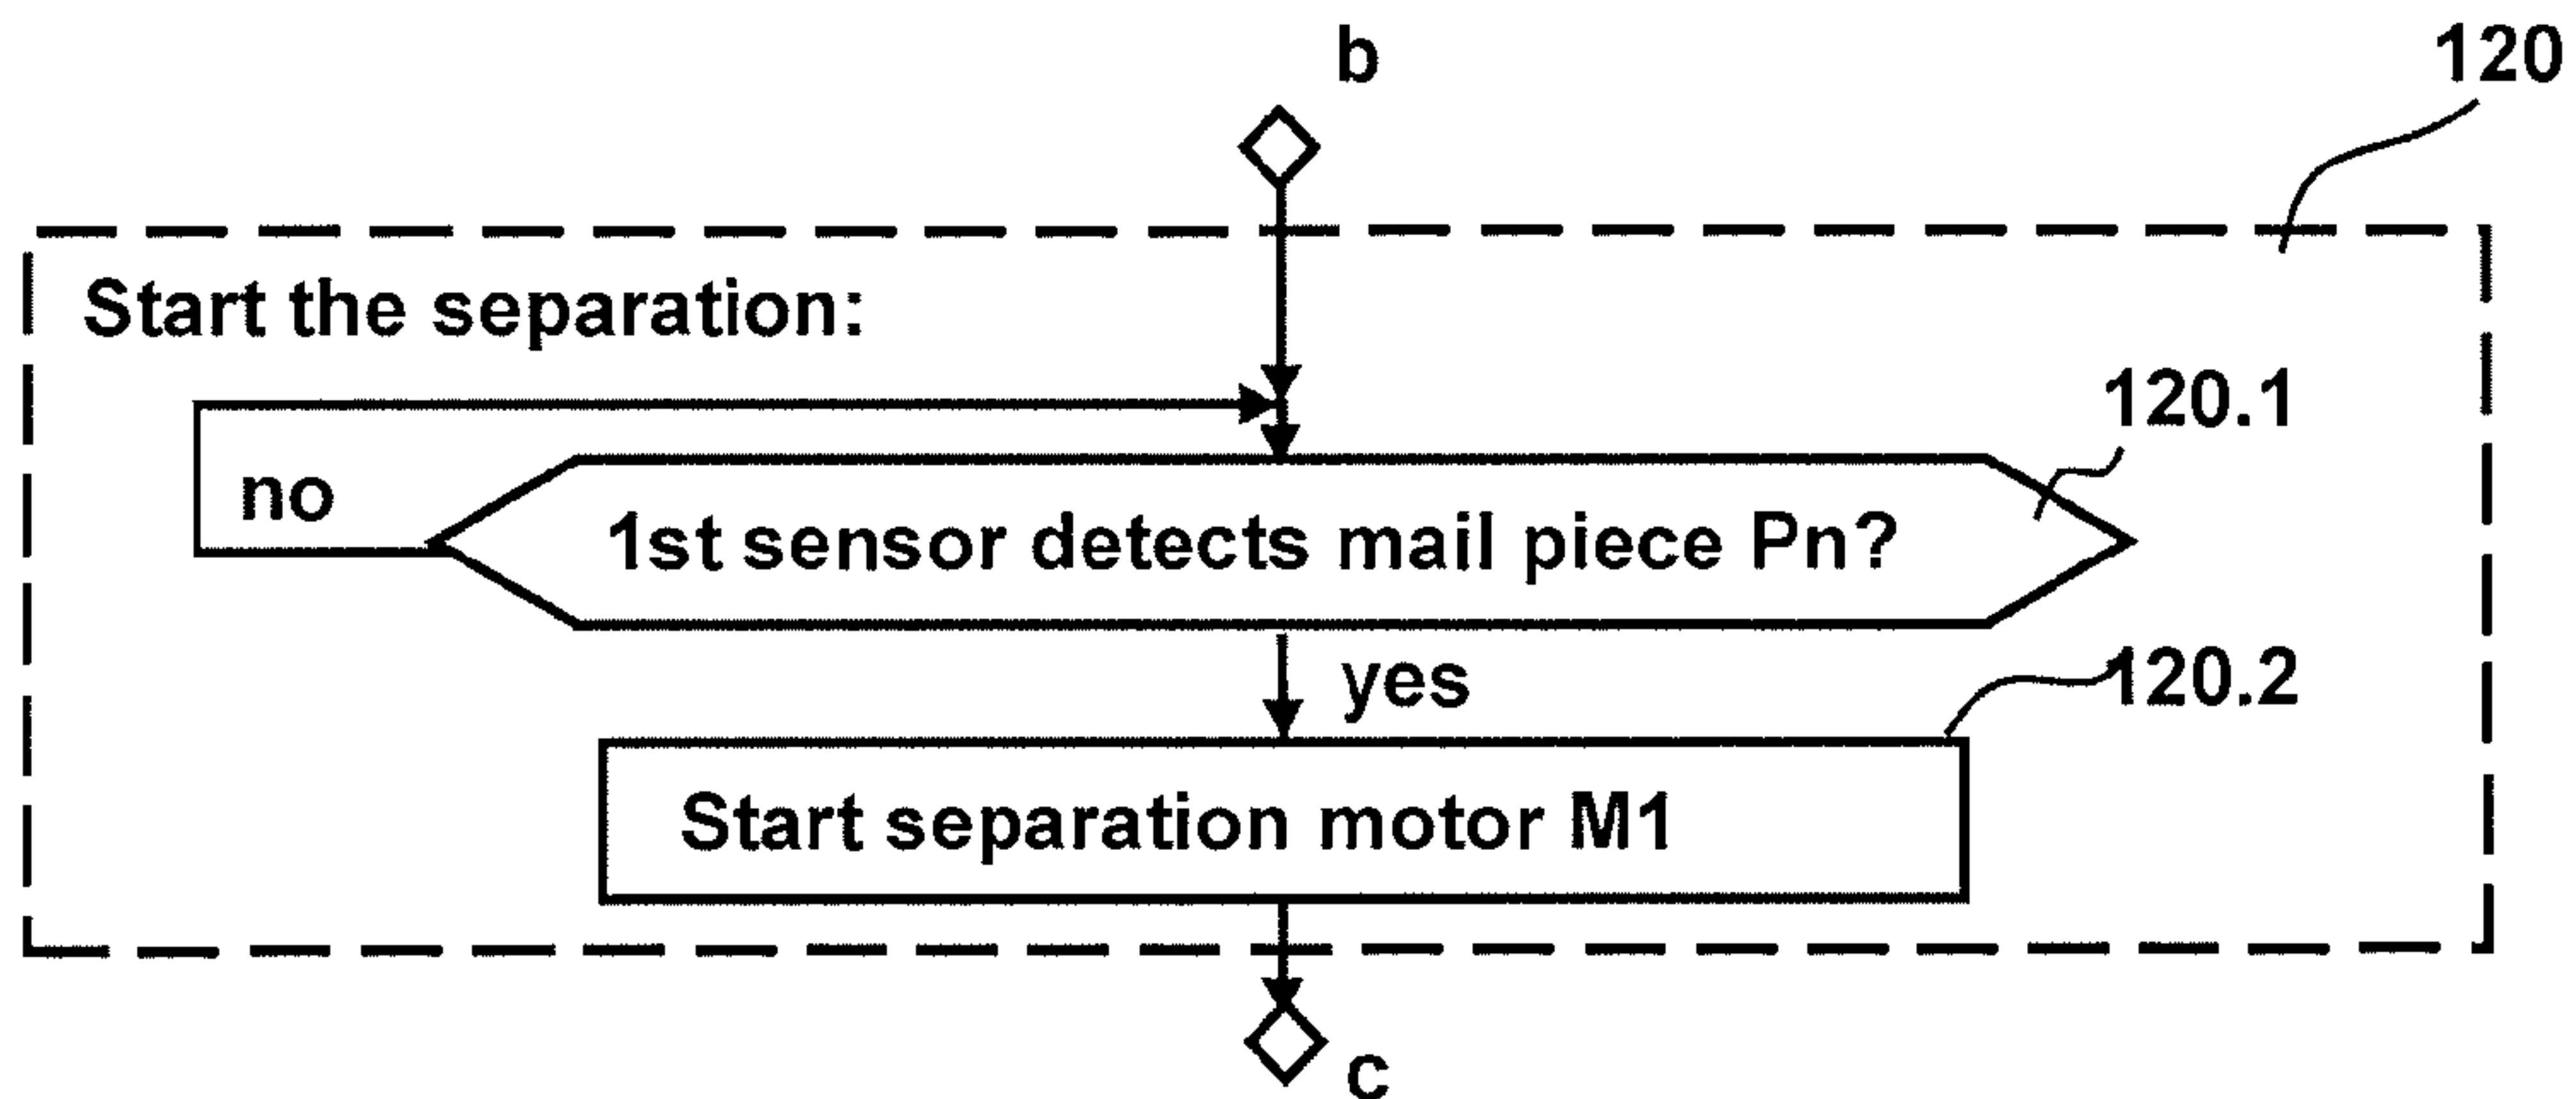 b
120
Start the separation:
120.1
no
1st sensor detects mail piece Pn?
yes
120.2
Start separation motor M1
c